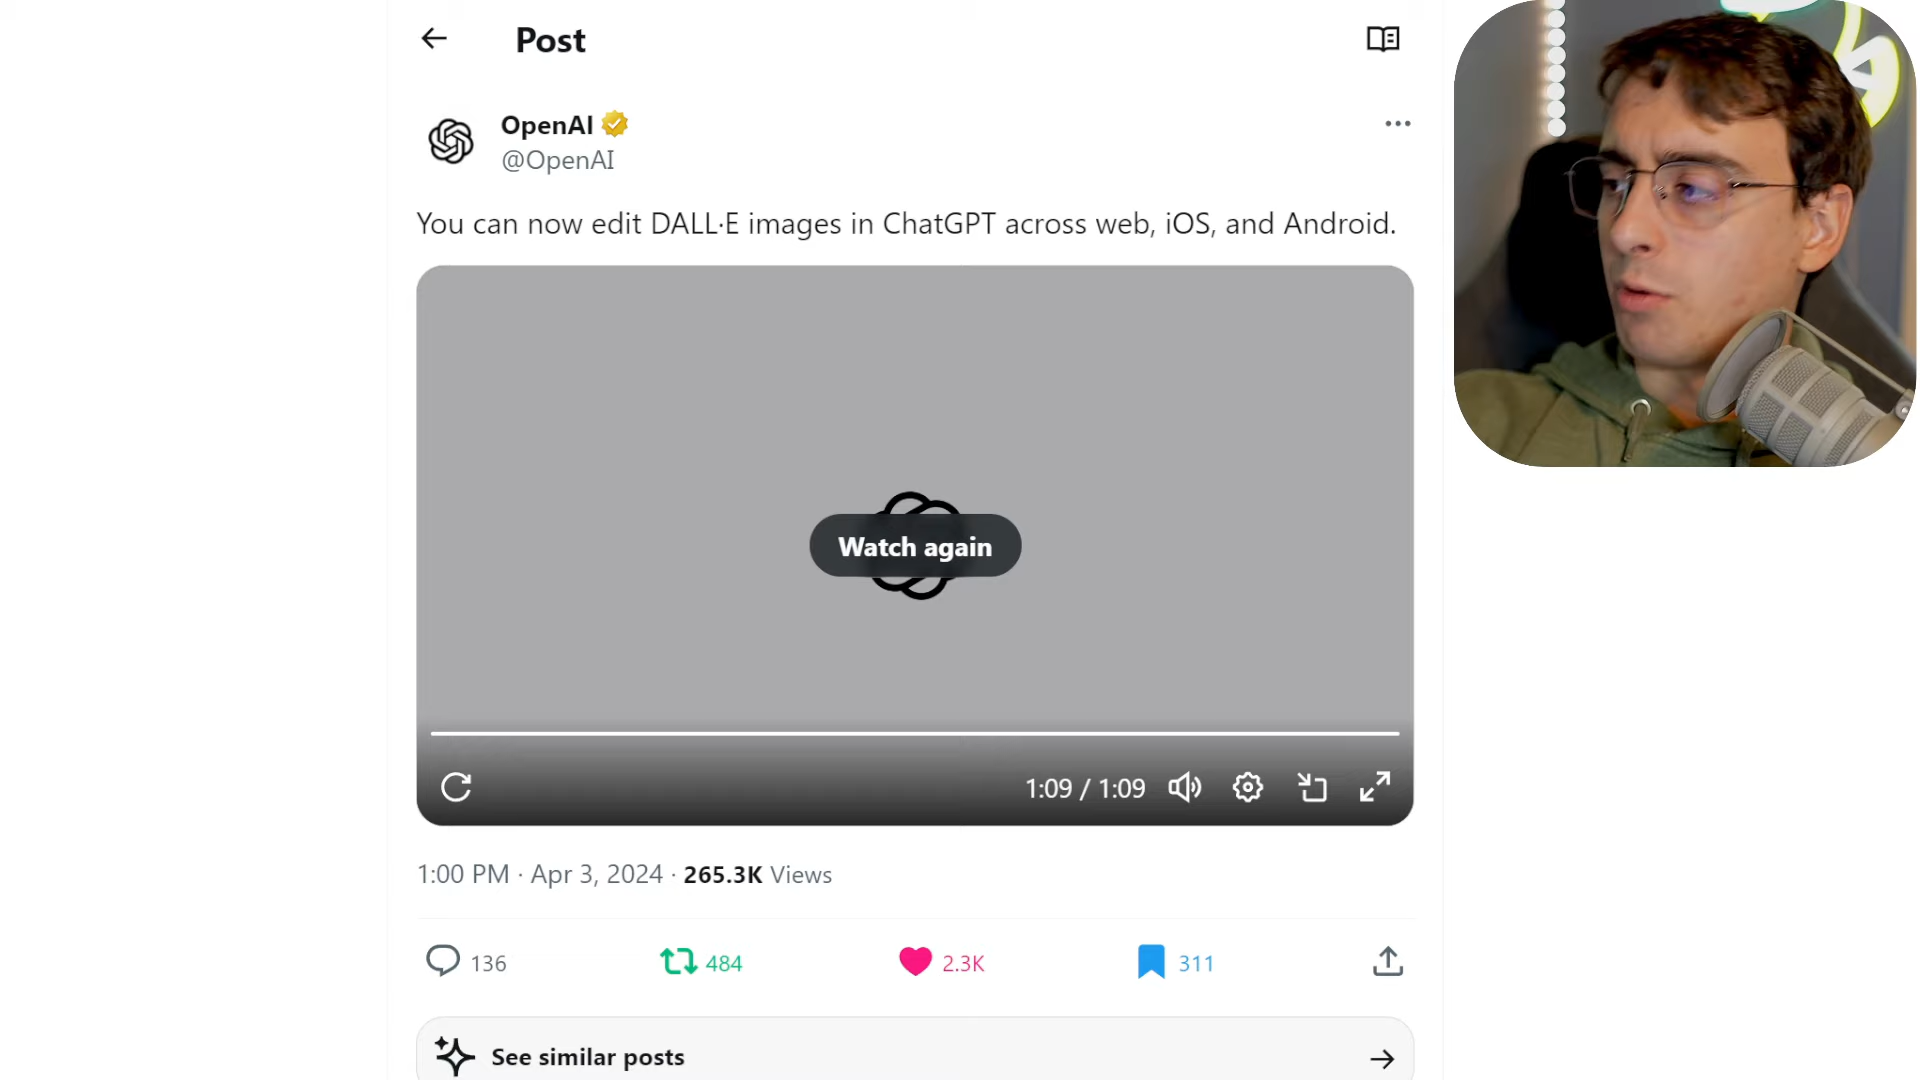 Post
OpenAI
@OpenAI
You can now edit DALL·E images in ChatGPT across web, iOS, and Android.
Watch again
1:09 / 1:09
1:00 PM · Apr 3, 2024 · 265.3K Views
136 484 2.3K 311
See similar posts